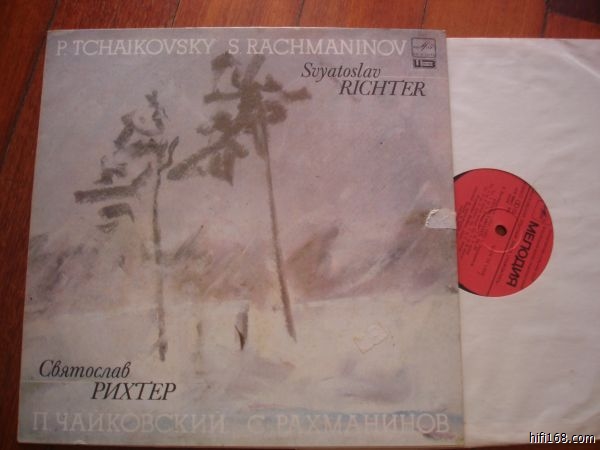 P. TCHAIKOVSKY S. RACHMANINOV
Svyatoslav
RICHTER
Святослав
РИХТЕР
П. ЧАЙКОВСКИЙ С. РАХМАНИНОВ
МЕЛОДИЯ
hifi168.com